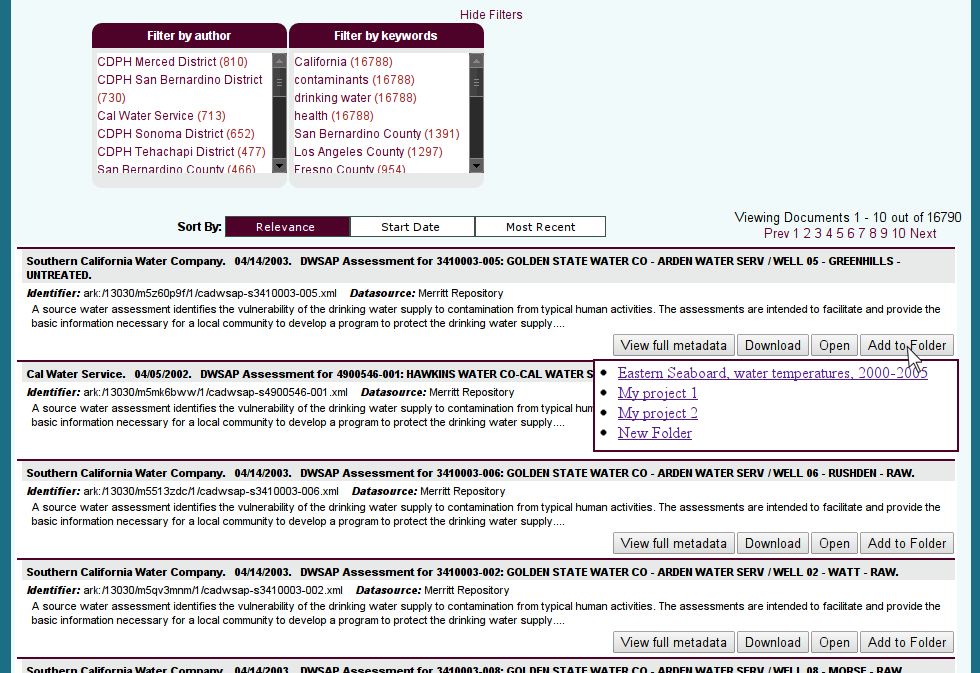 Hide Filters
Filter by author
CDPH Merced District (810)
CDPH San Bernardino District
(730)
Cal Water Service (713)
CDPH Sonoma District (652)
CDPH Tehachapi District (477)
San Bernardino County (466)
Filter by keywords
California (16788)
contaminants (16788)
drinking water (16788)
health (16788)
San Bernardino County (1391)
Los Angeles County (1297)
Fresno County (954)
Sort By: Relevance Start Date Most Recent
Viewing Documents 1 - 10 out of 16790
Prev 1 2 3 4 5 6 7 8 9 10 Next
Southern California Water Company. 04/14/2003. DWSAP Assessment for 3410003-005: GOLDEN STATE WATER CO - ARDEN WATER SERV / WELL 05 - GREENHILLS -
UNTREATED.
Identifier: ark:/13030/m5z60p9f/1/cadwsap-s3410003-005.xml Datasource: Merritt Repository
A source water assessment identifies the vulnerability of the drinking water supply to contamination from typical human activities. The assessments are intended to facilitate and provide the
basic information necessary for a local community to develop a program to protect the drinking water supply....
View full metadata Download Open Add to Folder
Eastern Seaboard, water temperatures, 2000-2005
My project 1
My project 2
New Folder
Cal Water Service. 04/05/2002. DWSAP Assessment for 4900546-001: HAWKINS WATER CO-CAL WATER S
Identifier: ark:/13030/m5mk6bvw/1/cadwsap-s4900546-001.xml Datasource: Merritt Repository
A source water assessment identifies the vulnerability of the drinking water supply to contamination from typical hum
basic information necessary for a local community to develop a program to protect the drinking water supply....
Southern California Water Company. 04/14/2003. DWSAP Assessment for 3410003-006: GOLDEN STATE WATER CO - ARDEN WATER SERV / WELL 06 - RUSHDEN - RAW.
Identifier: ark:/13030/m5513zdc/1/cadwsap-s3410003-006.xml Datasource: Merritt Repository
A source water assessment identifies the vulnerability of the drinking water supply to contamination from typical human activities. The assessments are intended to facilitate and provide the
basic information necessary for a local community to develop a program to protect the drinking water supply....
View full metadata Download Open Add to Folder
Southern California Water Company. 04/14/2003. DWSAP Assessment for 3410003-002: GOLDEN STATE WATER CO - ARDEN WATER SERV / WELL 02 - WATT - RAW.
Identifier: ark:/13030/m5qv3mnm/1/cadwsap-s3410003-002.xml Datasource: Merritt Repository
A source water assessment identifies the vulnerability of the drinking water supply to contamination from typical human activities. The assessments are intended to facilitate and provide the
basic information necessary for a local community to develop a program to protect the drinking water supply....
View full metadata Download Open Add to Folder
Southern California Water Company. 04/14/2003. DWSAP Assessment for 3410003-008: GOLDEN STATE WATER CO - ARDEN WATER SERV / WELL 08 - MORSE - RAW